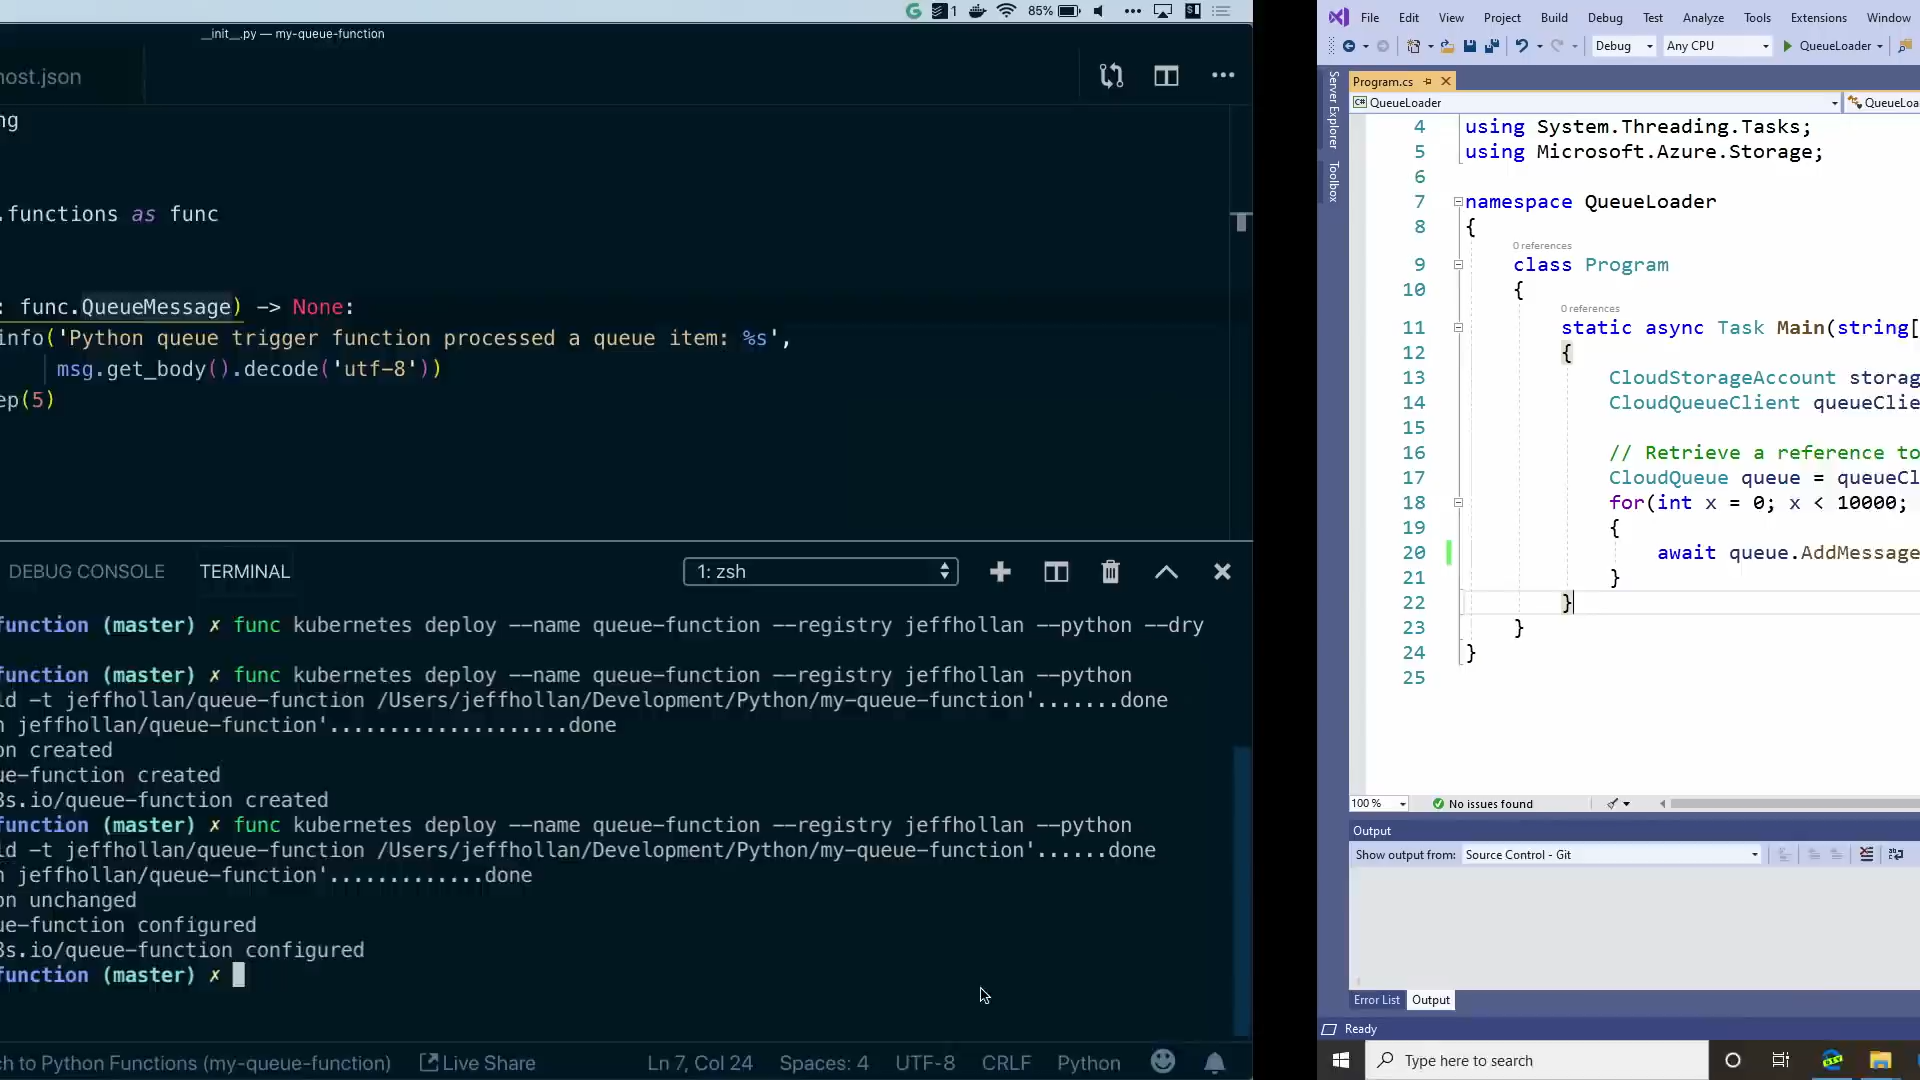 1
85%
__init__.py — my-queue-function
host.json
ng
.functions as func
: func.QueueMessage) -> None:
info('Python queue trigger function processed a queue item: %s',
msg.get_body().decode('utf-8'))
ep(5)
DEBUG CONSOLE
TERMINAL
1: zsh
function (master) ✗ func kubernetes deploy --name queue-function --registry jeffhollan --python --dry
function (master) ✗ func kubernetes deploy --name queue-function --registry jeffhollan --python
ld -t jeffhollan/queue-function /Users/jeffhollan/Development/Python/my-queue-function'.......done
n jeffhollan/queue-function'....................done
on created
ue-function created
3s.io/queue-function created
function (master) ✗ func kubernetes deploy --name queue-function --registry jeffhollan --python
ld -t jeffhollan/queue-function /Users/jeffhollan/Development/Python/my-queue-function'......done
n jeffhollan/queue-function'.............done
on unchanged
ue-function configured
3s.io/queue-function configured
function (master) ✗
ch to Python Functions (my-queue-function)
Live Share
Ln 7, Col 24
Spaces: 4
UTF-8
CRLF
Python
File Edit View Project Build Debug Test Analyze Tools Extensions Window
Debug
Any CPU
QueueLoader
Server Explorer
Toolbox
Program.cs
QueueLoader
QueueLoa
4 using System.Threading.Tasks;
5 using Microsoft.Azure.Storage;
6
7 namespace QueueLoader
8 {
0 references
9 class Program
10 {
0 references
11 static async Task Main(string[
12 {
13 CloudStorageAccount storag
14 CloudQueueClient queueClie
15
16 // Retrieve a reference to
17 CloudQueue queue = queueCl
18 for(int x = 0; x < 10000;
19 {
20 await queue.AddMessage
21 }
22 }
23 }
24 }
25
100 %
No issues found
Output
Show output from: Source Control - Git
Error List
Output
Ready
Type here to search